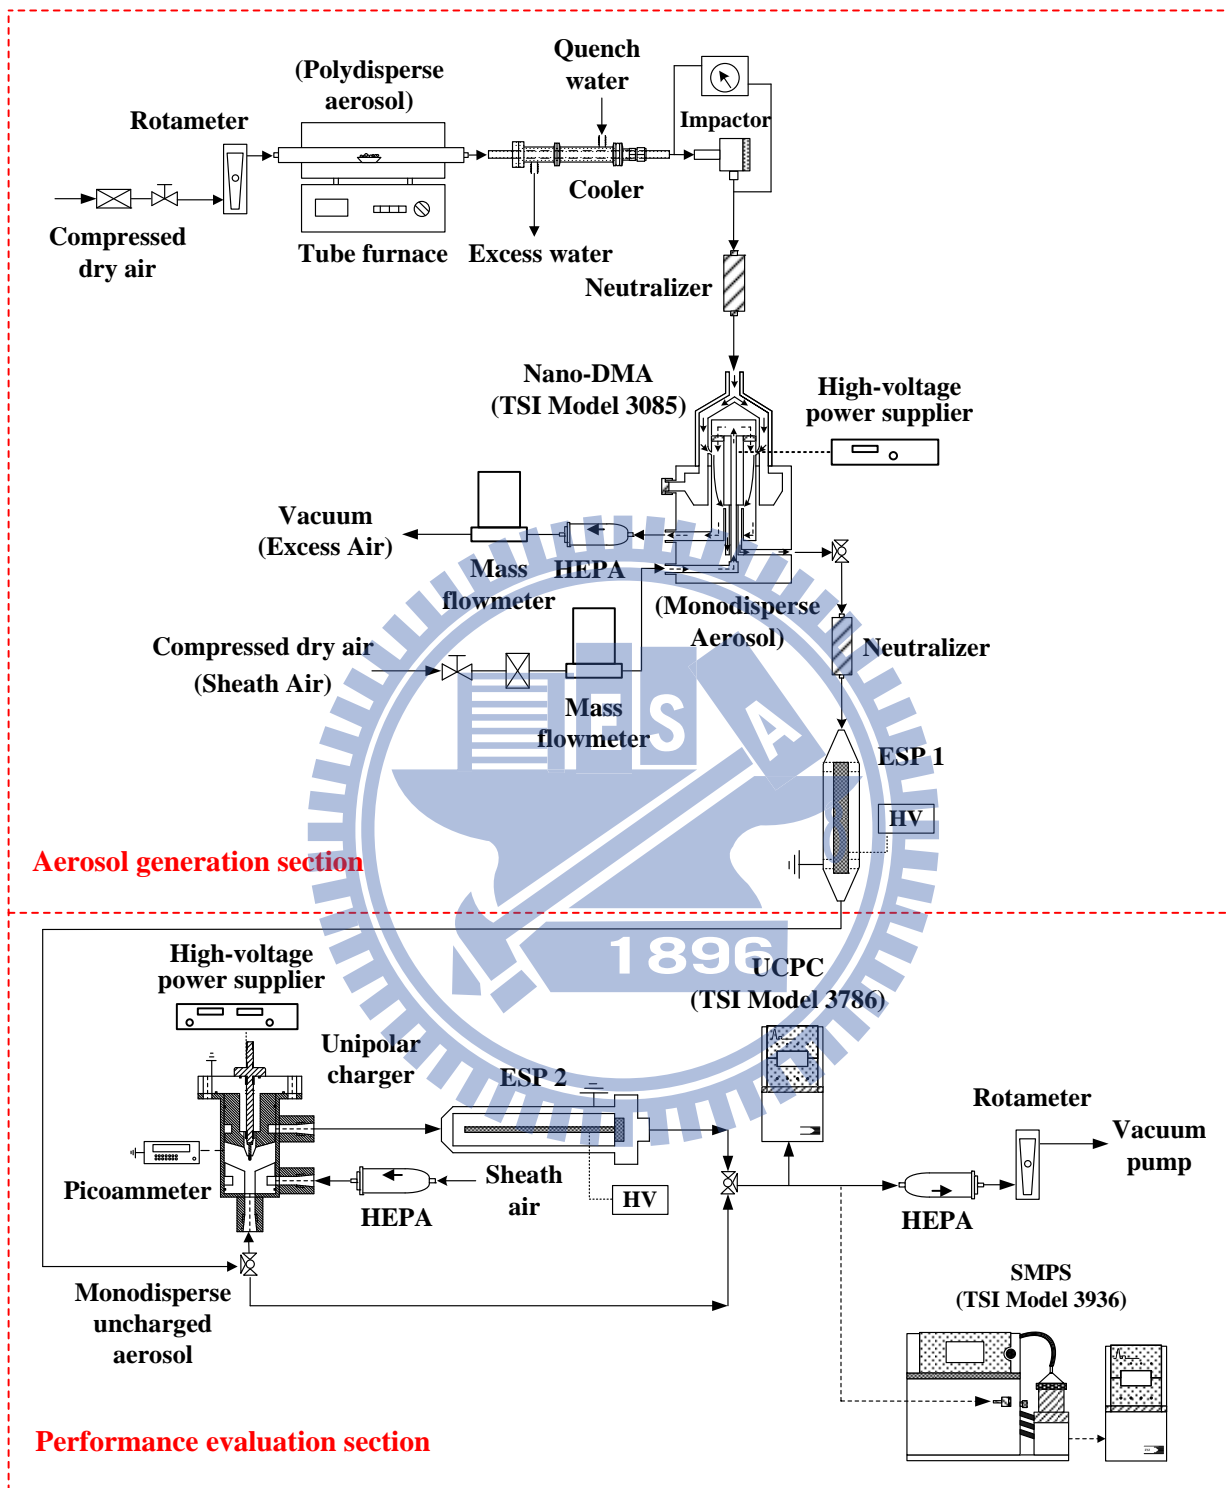 Quench
water
(Polydisperse
aerosol)
Rotameter
Impactor
Cooler
Compressed
dry air
Tube furnace
Excess water
Neutralizer
Nano-DMA
(TSI Model 3085)
High-voltage
power supplier
Vacuum
(Excess Air)
Mass
flowmeter
HEPA
(Monodisperse
Aerosol)
Compressed dry air
(Sheath Air)
Neutralizer
Mass
flowmeter
ESP 1
HV
Aerosol generation section
E S A
8
1896
High-voltage
power supplier
UCPC
(TSI Model 3786)
Unipolar
charger
ESP 2
Rotameter
Vacuum
pump
Picoammeter
Sheath
air
HEPA
HV
HEPA
Monodisperse
uncharged
aerosol
SMPS
(TSI Model 3936)
Performance evaluation section